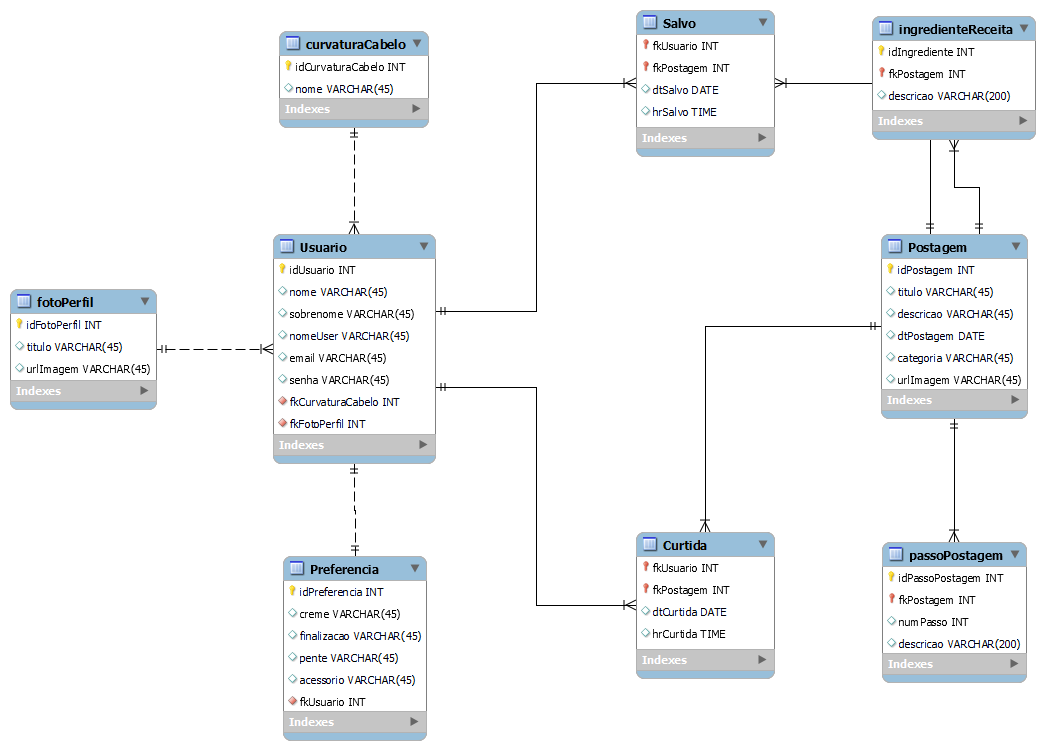 curvaturaCabelo
idCurvaturaCabelo INT
nome VARCHAR(45)
Indexes
Salvo
fkUsuario INT
fkPostagem INT
dtSalvo DATE
hrSalvo TIME
Indexes
ingredienteReceita
idIngrediente INT
fkPostagem INT
descricao VARCHAR(200)
Indexes
fotoPerfil
idFotoPerfil INT
titulo VARCHAR(45)
urlImagem VARCHAR(45)
Indexes
Usuario
idUsuario INT
nome VARCHAR(45)
sobrenome VARCHAR(45)
nomeUser VARCHAR(45)
email VARCHAR(45)
senha VARCHAR(45)
fkCurvaturaCabelo INT
fkFotoPerfil INT
Indexes
Postagem
idPostagem INT
titulo VARCHAR(45)
descricao VARCHAR(45)
dtPostagem DATE
categoria VARCHAR(45)
urlImagem VARCHAR(45)
Indexes
Preferencia
idPreferencia INT
creme VARCHAR(45)
finalizacao VARCHAR(45)
pente VARCHAR(45)
acessorio VARCHAR(45)
fkUsuario INT
Indexes
Curtida
fkUsuario INT
fkPostagem INT
dtCurtida DATE
hrCurtida TIME
Indexes
passoPostagem
idPassoPostagem INT
fkPostagem INT
numPasso INT
descricao VARCHAR(200)
Indexes